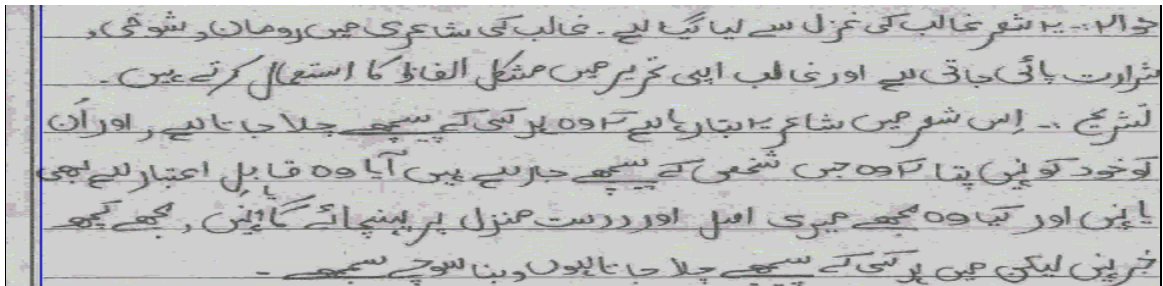 حوالہ:۔ یہ شعر غالب کی غزل سے لیا گیا ہے۔ غالب کی شاعری میں رومان، شوخی،
شرارت پائی جاتی ہے اور غالب اپنی تحریر میں مشکل الفاظ کا استعمال کرتے ہیں۔
تشریح :۔ اِس شعر میں شاعر یہ بتا رہا ہے کہ وہ ہر کسی کے پیچھے چلا جاتا ہے، اور اُن
کو خود کو نہیں پتا کہ وہ جس شخص کے پیچھے جا رہے ہیں آیا وہ قابلِ اعتبار ہے بھی
یا نہیں اور کیا وہ مجھے میری اصل اور درست منزل پر پہنچائے گا یا نہیں، مجھے کچھ
خبر نہیں لیکن میں ہر کسی کے پیچھے چلا جاتا ہوں بنا سوچے سمجھے۔